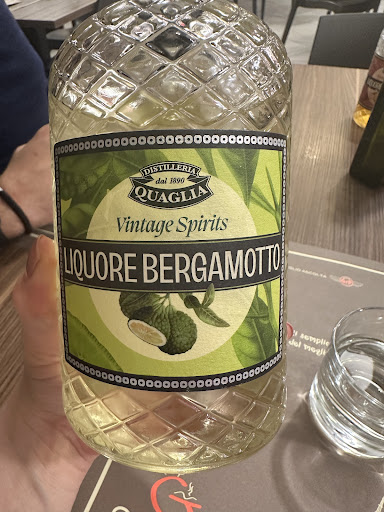 DISTILLERIA
dal 1890
QUAGLIA
Vintage Spirits
LIQUORE BERGAMOTTO